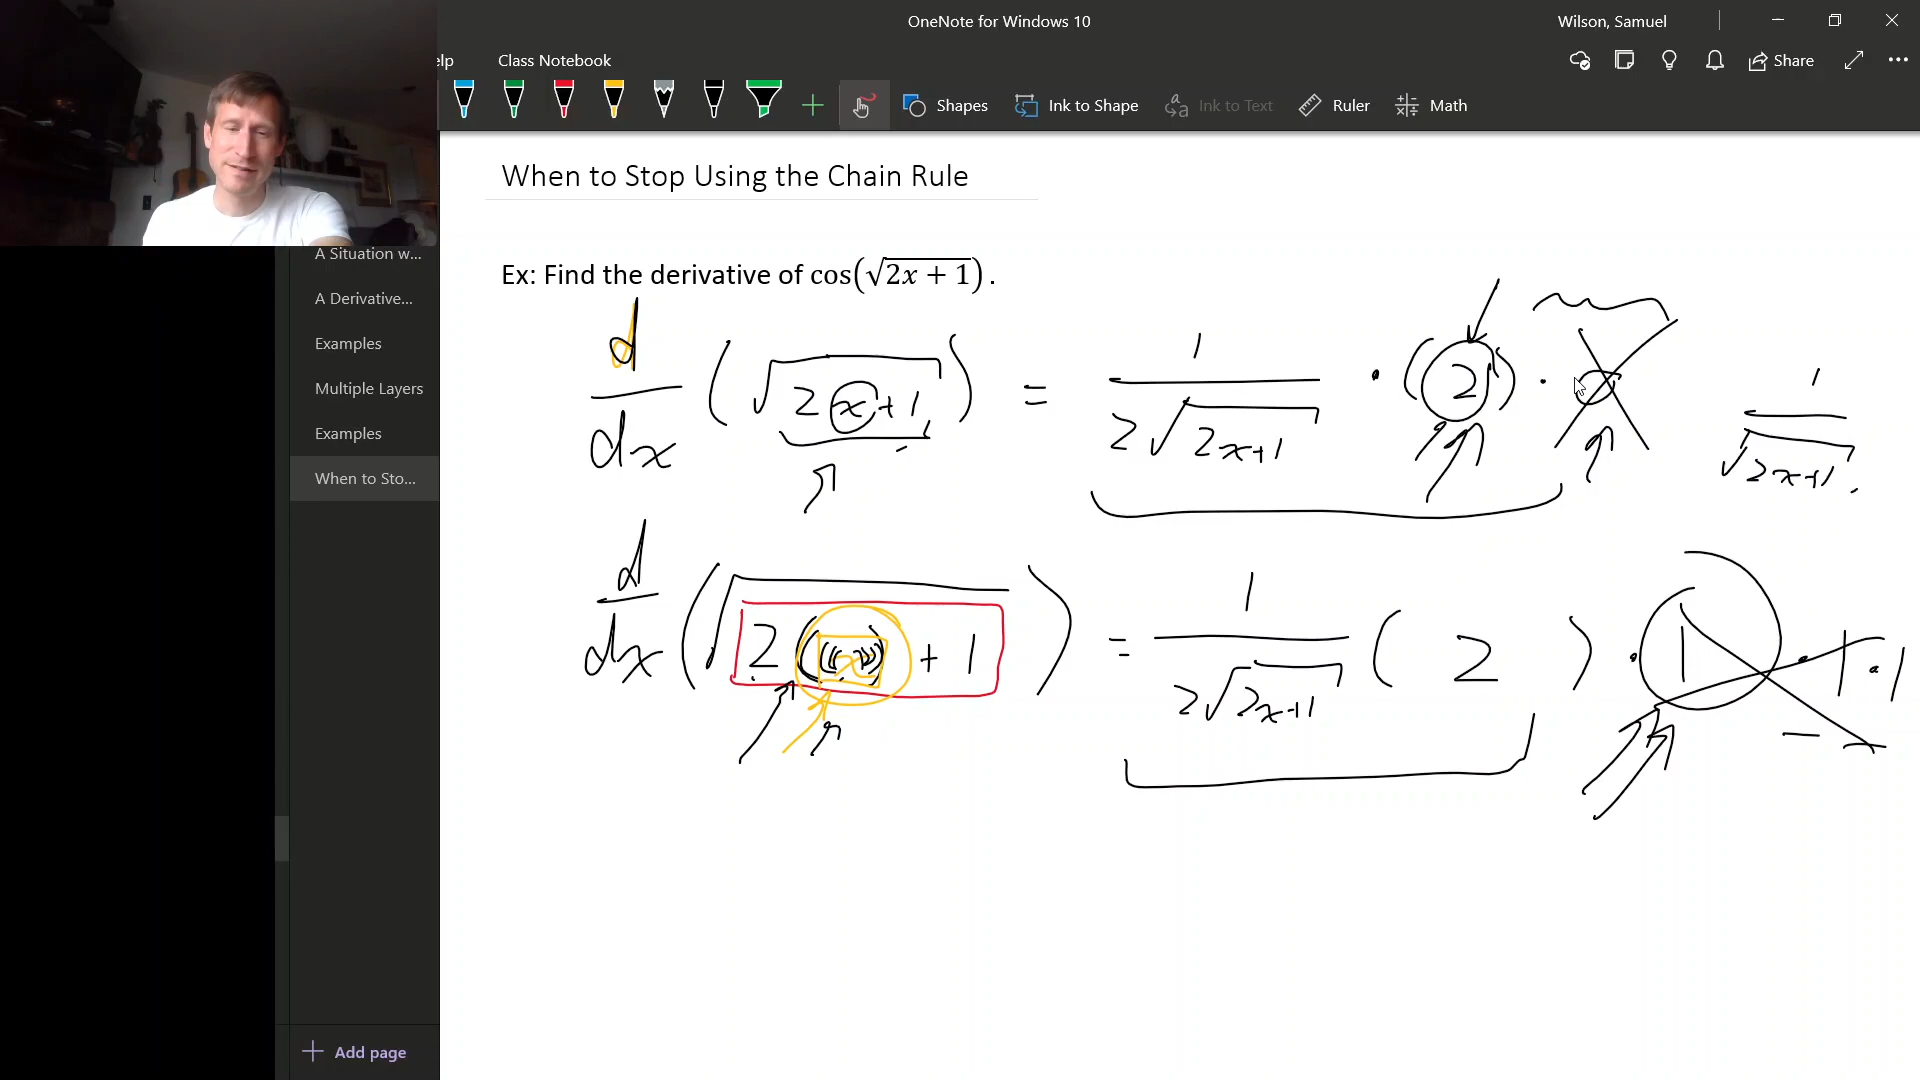 OneNote for Windows 10
Wilson, Samuel
elp
Class Notebook
Share
Shapes
Ink to Shape
Ink to Text
Ruler
Math
When to Stop Using the Chain Rule
A Situation w...
A Derivative...
Examples
Multiple Layers
Examples
When to Sto...
Add page
Ex: Find the derivative of cos(√(2x + 1)) .
d/dx (√(2x+1)) = 1/(2√(2x+1)) · (2) · 0
1/√(2x+1) .
d/dx (√(2((((x)))) + 1)) = 1/(2√(2x+1)) (2) · 1 · 1 · 1